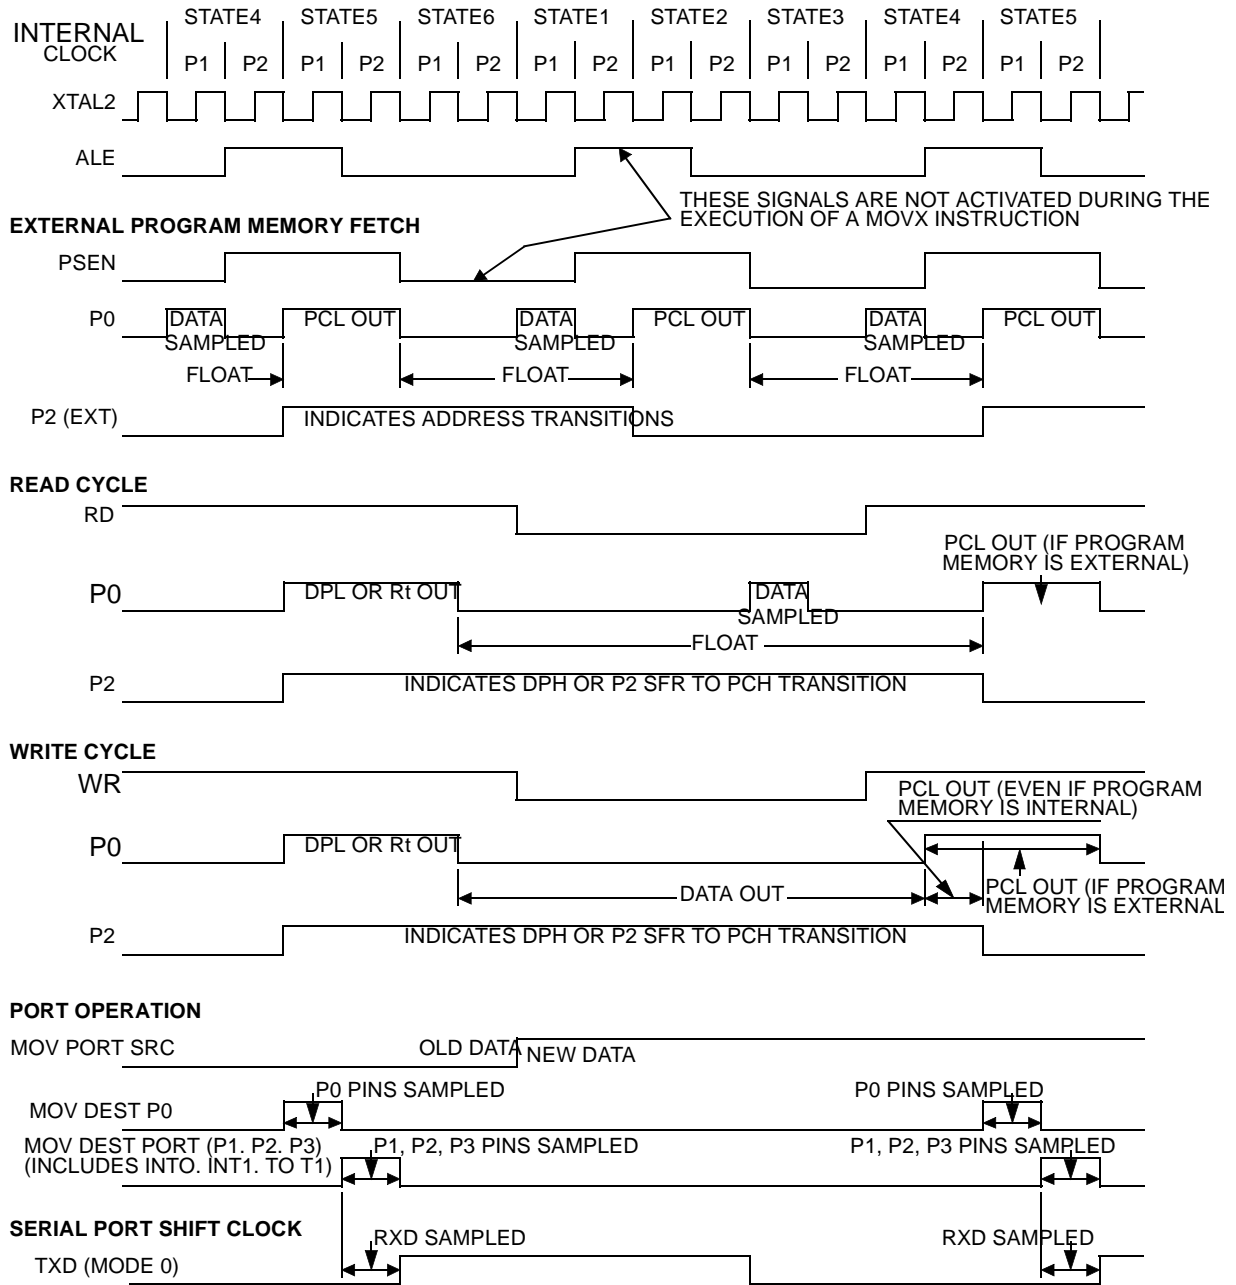 INTERNAL
CLOCK
STATE4 STATE5 STATE6 STATE1 STATE2 STATE3 STATE4 STATE5
P1 P2 P1 P2 P1 P2 P1 P2 P1 P2 P1 P2 P1 P2 P1 P2
XTAL2
ALE
THESE SIGNALS ARE NOT ACTIVATED DURING THE
EXECUTION OF A MOVX INSTRUCTION
EXTERNAL PROGRAM MEMORY FETCH
PSEN
P0 DATA PCL OUT DATA PCL OUT DATA PCL OUT
SAMPLED SAMPLED SAMPLED
FLOAT FLOAT FLOAT
P2 (EXT) INDICATES ADDRESS TRANSITIONS
READ CYCLE
RD
PCL OUT (IF PROGRAM
MEMORY IS EXTERNAL)
P0 DPL OR Rt OUT DATA
SAMPLED
FLOAT
P2 INDICATES DPH OR P2 SFR TO PCH TRANSITION
WRITE CYCLE
WR
PCL OUT (EVEN IF PROGRAM
MEMORY IS INTERNAL)
P0 DPL OR Rt OUT
DATA OUT
PCL OUT (IF PROGRAM
MEMORY IS EXTERNAL
P2 INDICATES DPH OR P2 SFR TO PCH TRANSITION
PORT OPERATION
MOV PORT SRC OLD DATA NEW DATA
P0 PINS SAMPLED P0 PINS SAMPLED
MOV DEST P0
MOV DEST PORT (P1. P2. P3) P1, P2, P3 PINS SAMPLED P1, P2, P3 PINS SAMPLED
(INCLUDES INTO. INT1. TO T1)
SERIAL PORT SHIFT CLOCK
RXD SAMPLED RXD SAMPLED
TXD (MODE 0)